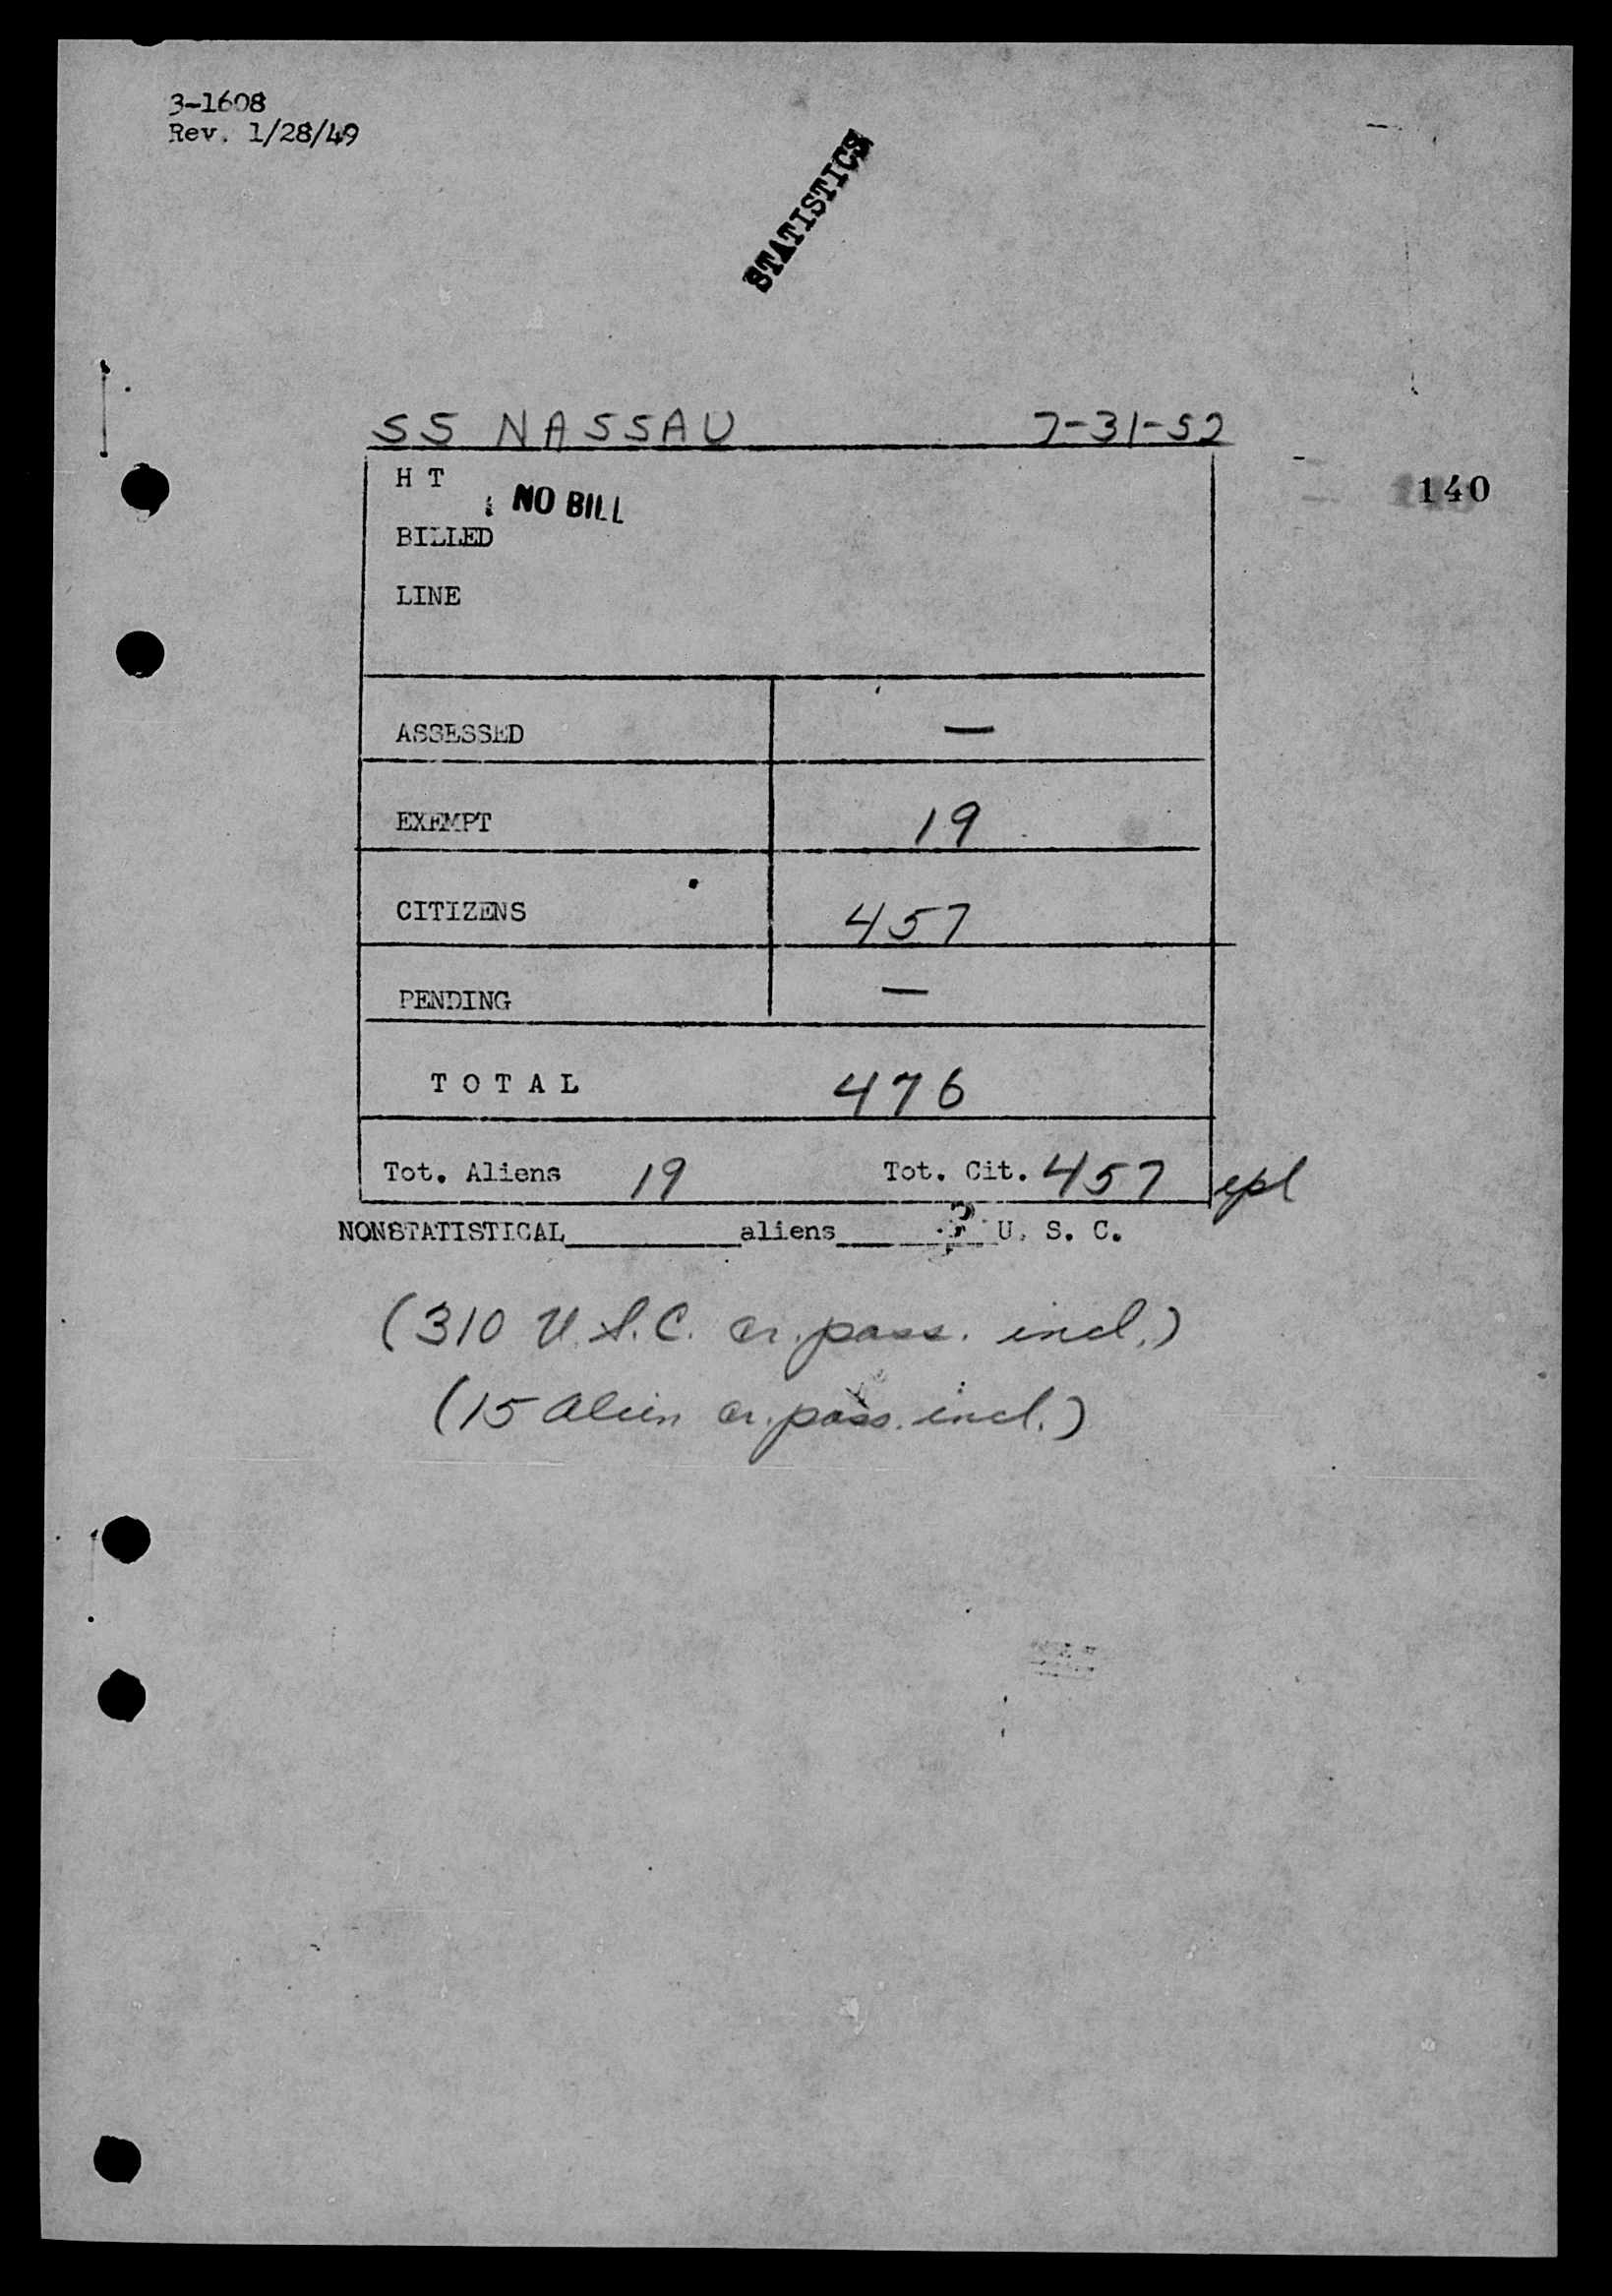 3-1608
Rev. 1/28/49
STATISTICS
SS NASSAU 7-31-52
H T
: NO BILL
140
BILLED
LINE
ASSESSED —
EXEMPT 19
CITIZENS 457
PENDING —
T O T A L 476
Tot. Aliens 19 Tot. Cit. 457 epl
NONSTATISTICAL________aliens________U. S. C.
(310 U.S.C. cr. pass. incl.)
(15 alien cr. pass. incl.)